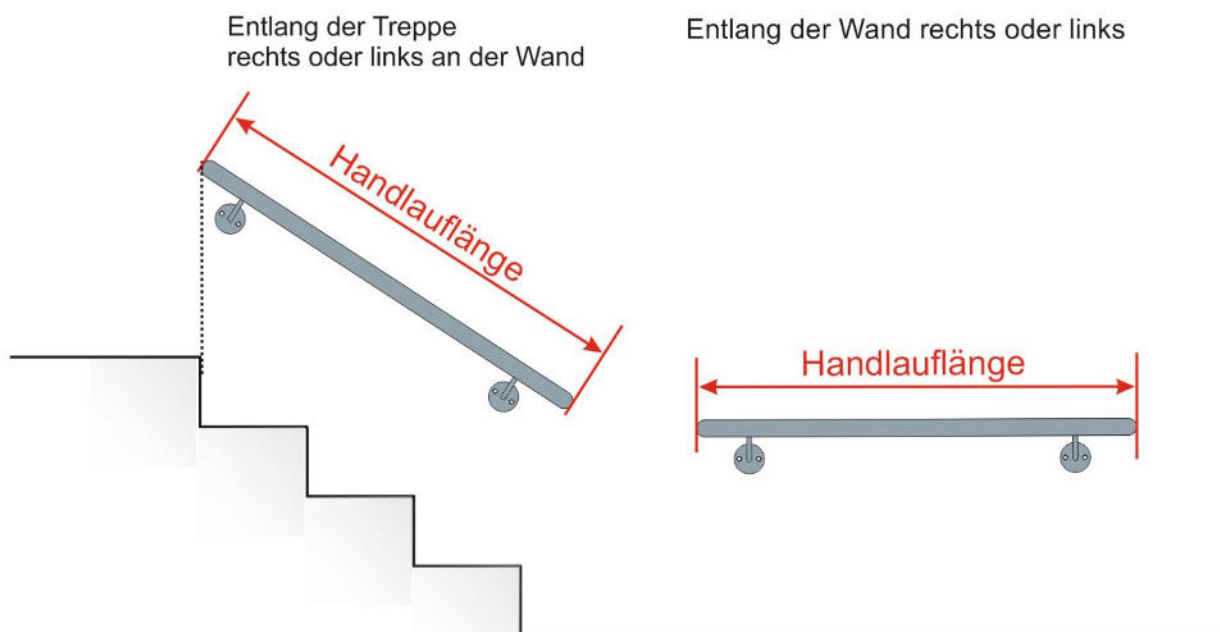 Entlang der Treppe
rechts oder links an der Wand
Entlang der Wand rechts oder links
Handlauflänge
Handlauflänge